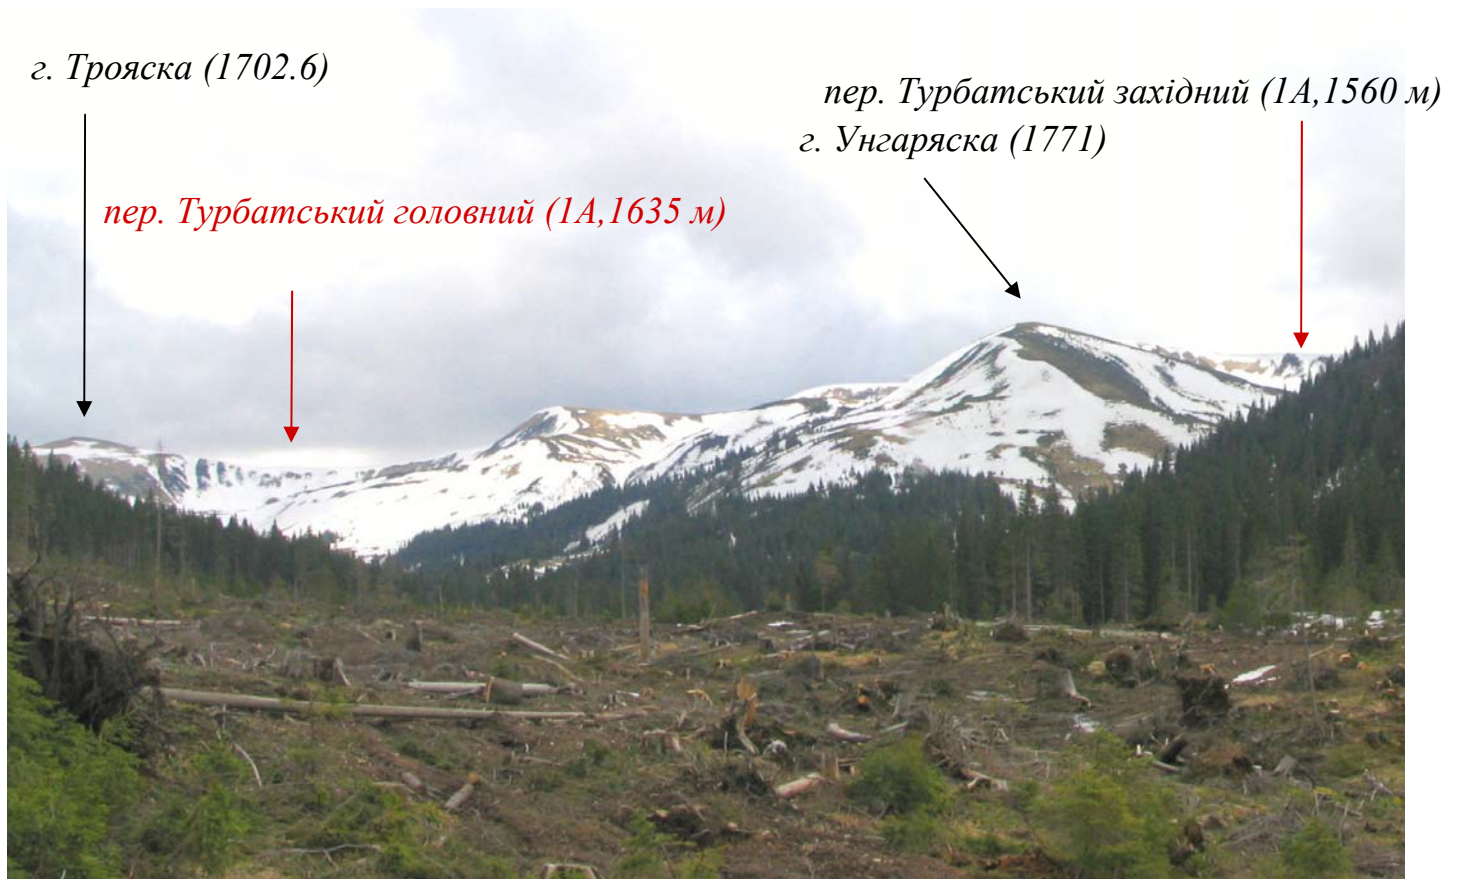 г. Трояска (1702.6)
пер. Турбатський західний (1А,1560 м)
г. Унгаряска (1771)
пер. Турбатський головний (1А,1635 м)